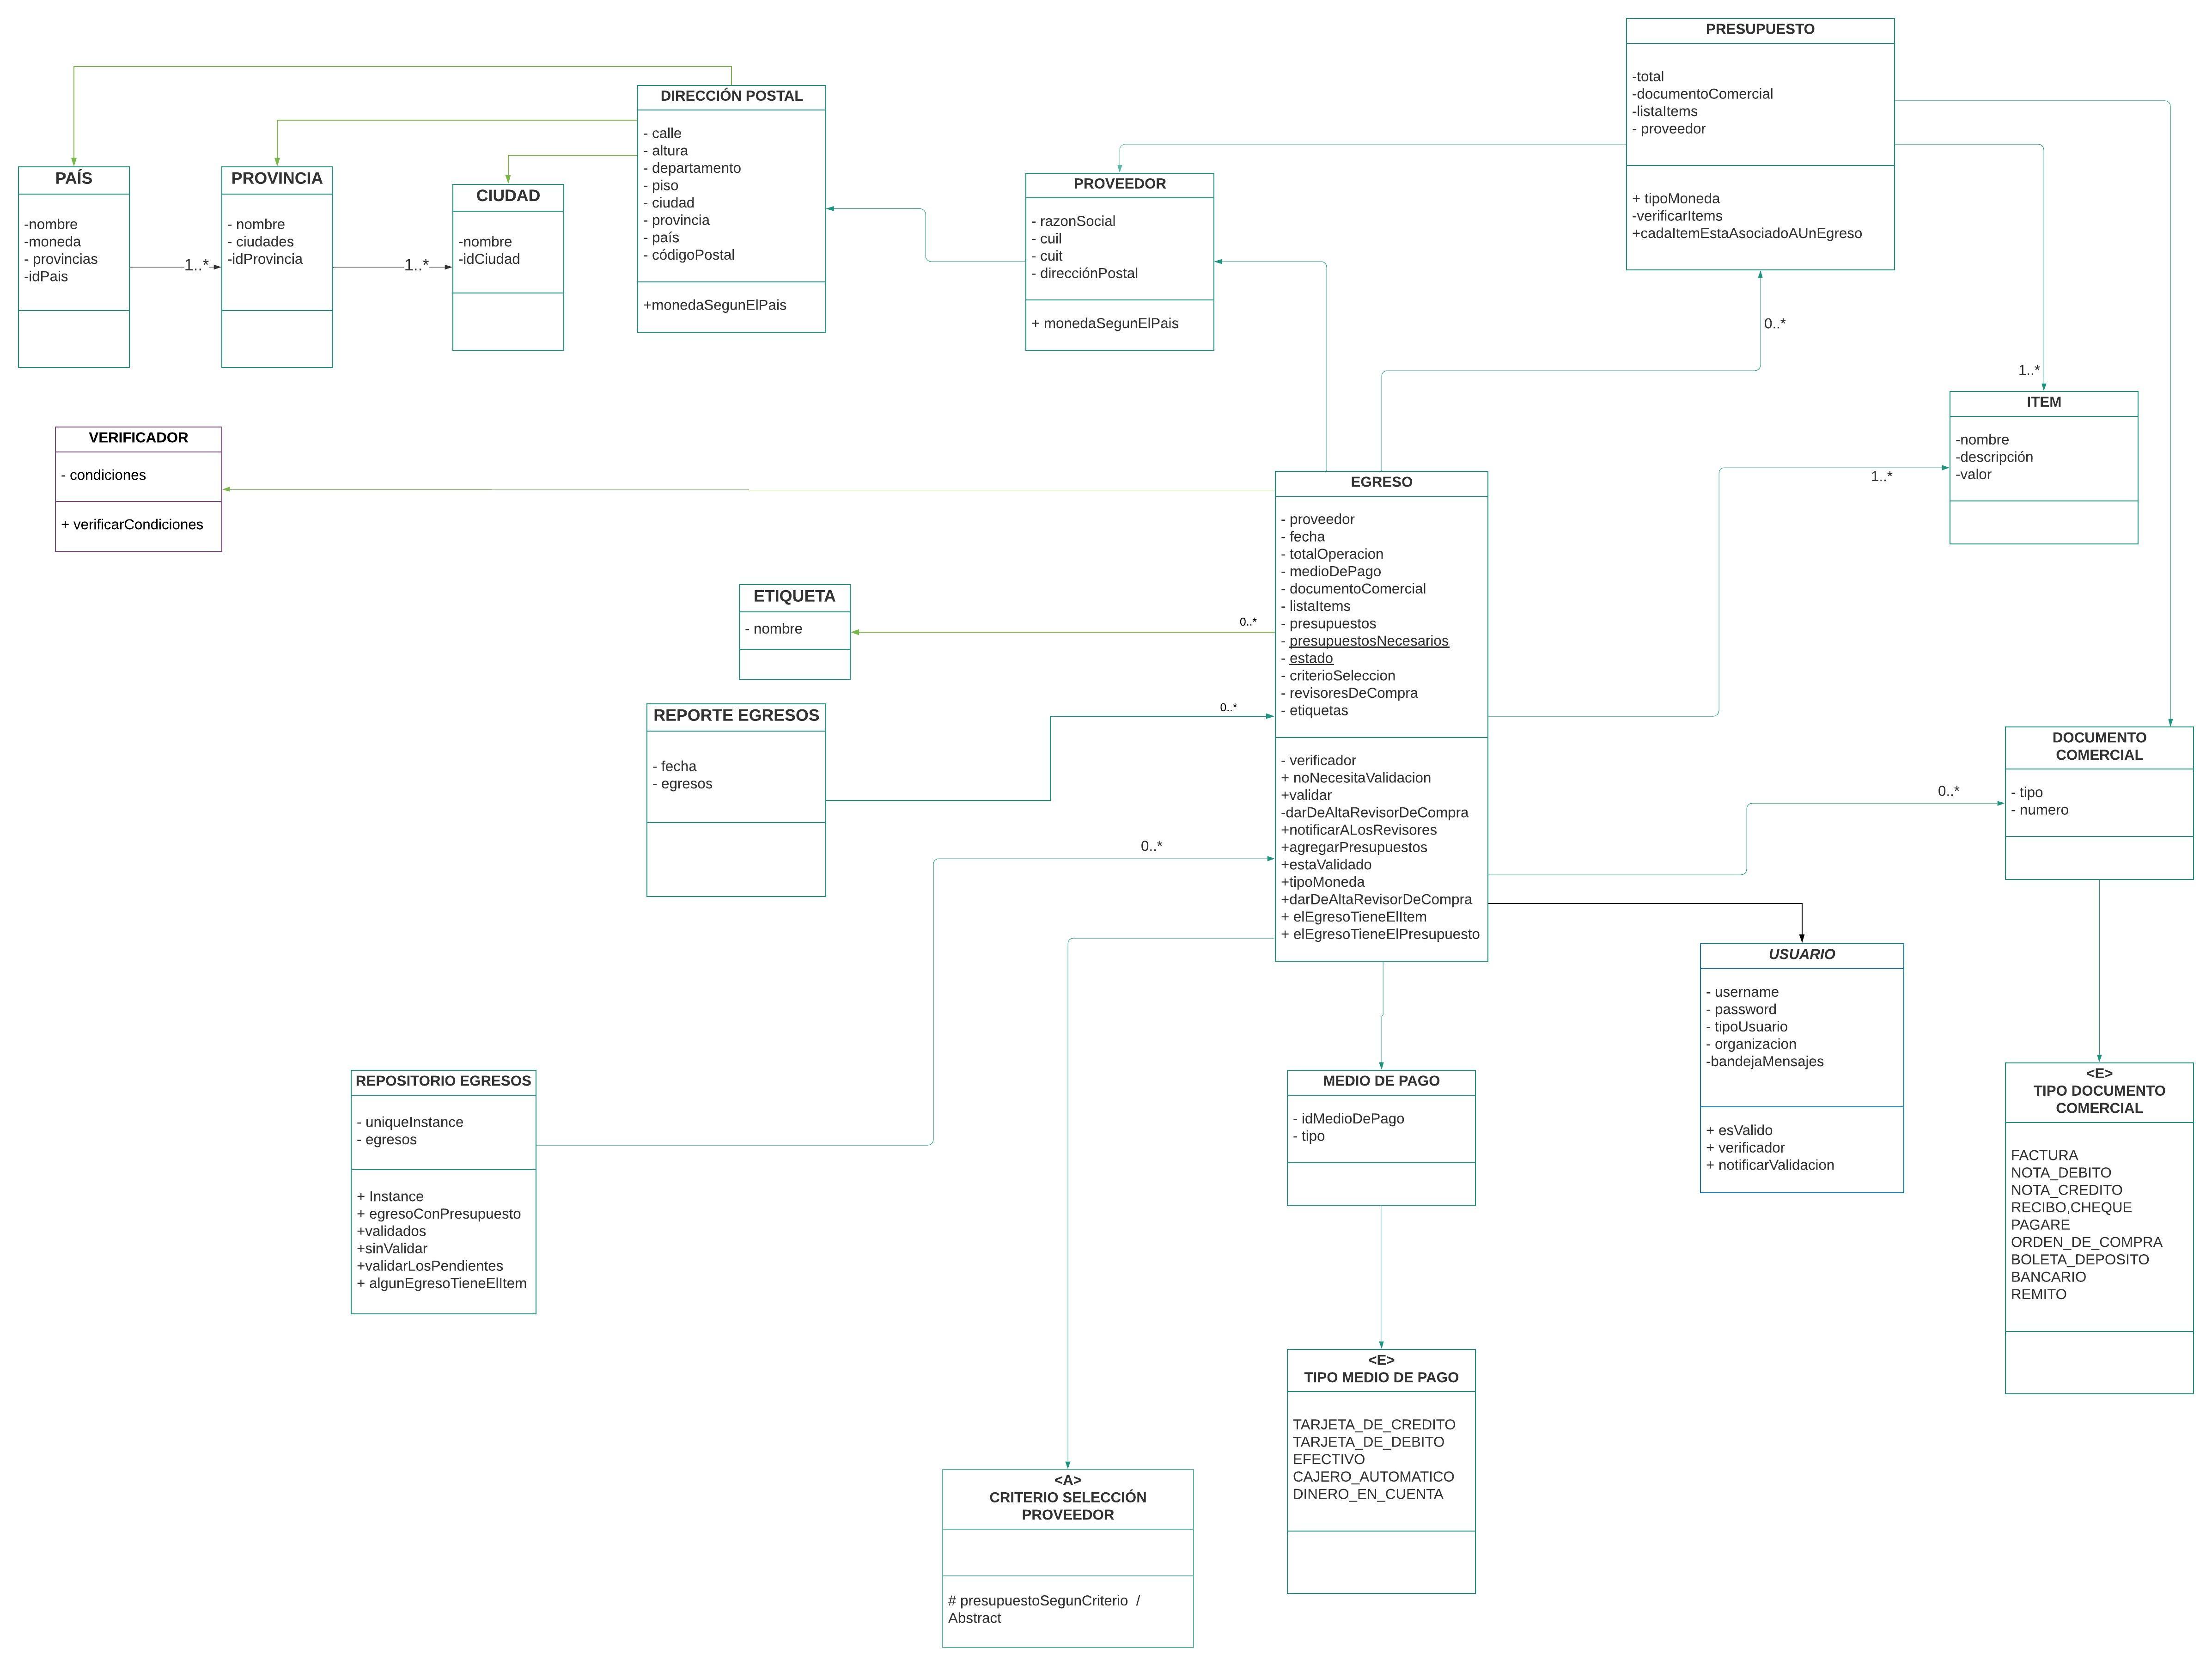 PRESUPUESTO
-total
-documentoComercial
-listaItems
- proveedor
+ tipoMoneda
-verificarItems
+cadaItemEstaAsociadoAUnEgreso
DIRECCIÓN POSTAL
- calle
- altura
- departamento
- piso
- ciudad
- provincia
- país
- códigoPostal
+monedaSegunElPais
PAÍS
-nombre
-moneda
- provincias
-idPais
1..*
PROVINCIA
- nombre
- ciudades
-idProvincia
1..*
CIUDAD
-nombre
-idCiudad
PROVEEDOR
- razonSocial
- cuil
- cuit
- direcciónPostal
+ monedaSegunElPais
0..*
1..*
ITEM
-nombre
-descripción
-valor
1..*
VERIFICADOR
- condiciones
+ verificarCondiciones
EGRESO
- proveedor
- fecha
- totalOperacion
- medioDePago
- documentoComercial
- listaItems
- presupuestos
- presupuestosNecesarios
- estado
- criterioSeleccion
- revisoresDeCompra
- etiquetas
- verificador
+ noNecesitaValidacion
+validar
-darDeAltaRevisorDeCompra
+notificarALosRevisores
+agregarPresupuestos
+estaValidado
+tipoMoneda
+darDeAltaRevisorDeCompra
+ elEgresoTieneElItem
+ elEgresoTieneElPresupuesto
ETIQUETA
- nombre
0..*
REPORTE EGRESOS
- fecha
- egresos
0..*
0..*
DOCUMENTO
COMERCIAL
- tipo
- numero
0..*
USUARIO
- username
- password
- tipoUsuario
- organizacion
-bandejaMensajes
+ esValido
+ verificador
+ notificarValidacion
REPOSITORIO EGRESOS
- uniqueInstance
- egresos
+ Instance
+ egresoConPresupuesto
+validados
+sinValidar
+validarLosPendientes
+ algunEgresoTieneElItem
MEDIO DE PAGO
- idMedioDePago
- tipo
<E>
TIPO DOCUMENTO
COMERCIAL
FACTURA
NOTA_DEBITO
NOTA_CREDITO
RECIBO,CHEQUE
PAGARE
ORDEN_DE_COMPRA
BOLETA_DEPOSITO
BANCARIO
REMITO
<E>
TIPO MEDIO DE PAGO
TARJETA_DE_CREDITO
TARJETA_DE_DEBITO
EFECTIVO
CAJERO_AUTOMATICO
DINERO_EN_CUENTA
<A>
CRITERIO SELECCIÓN
PROVEEDOR
# presupuestoSegunCriterio /
Abstract